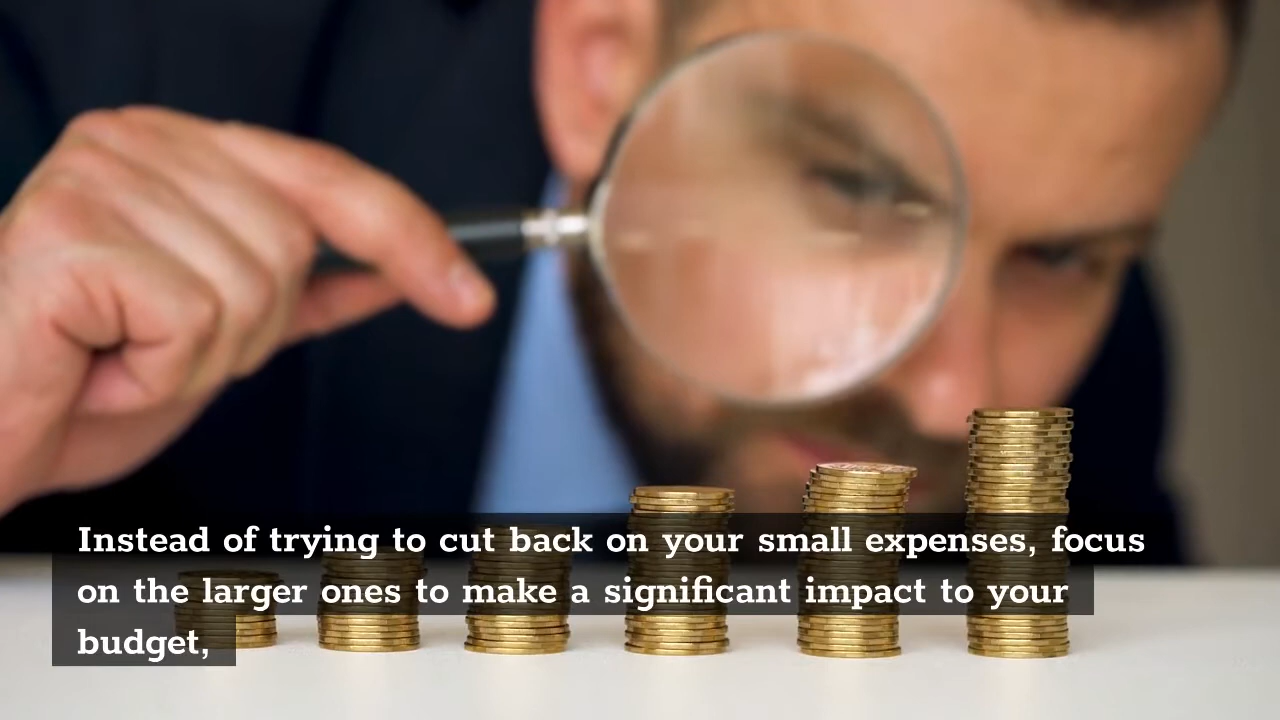 Instead of trying to cut back on your small expenses, focus
on the larger ones to make a significant impact to your
budget,